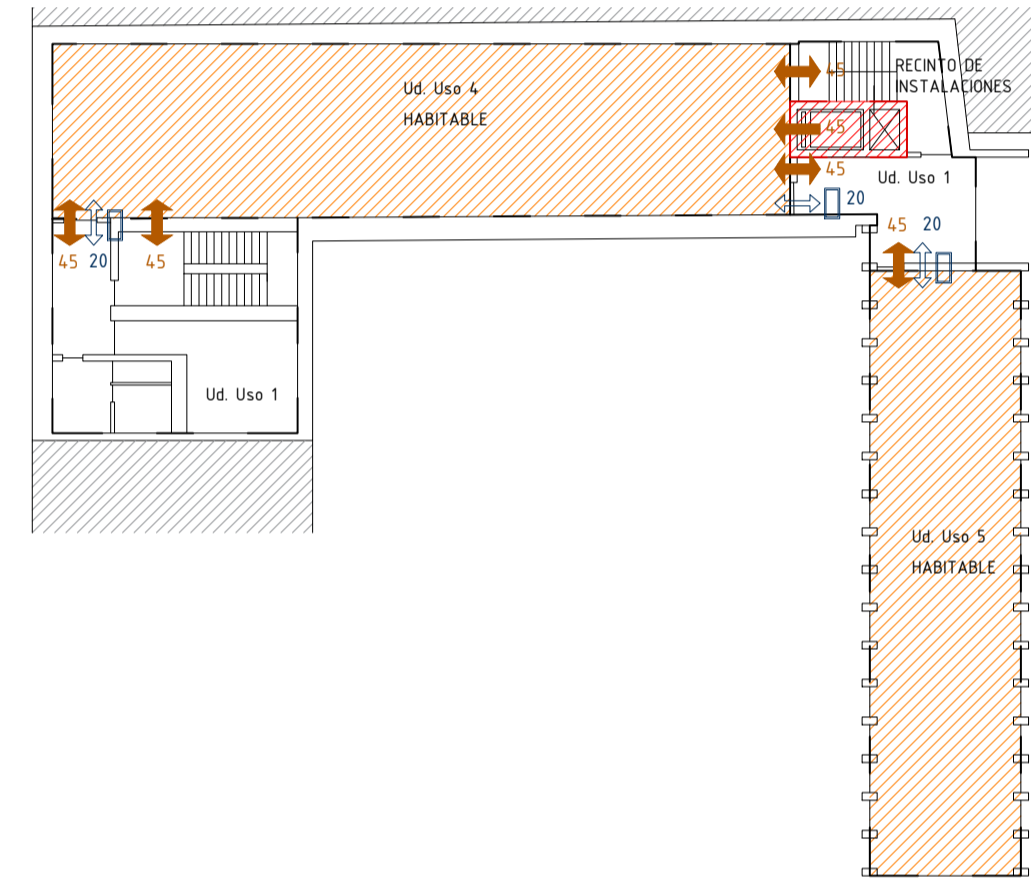 Ud. Uso 4
HABITABLE
45
RECINTO DE
INSTALACIONES
45
45
Ud. Uso 1
20
45 20
45 20 45
Ud. Uso 1
Ud. Uso 5
HABITABLE